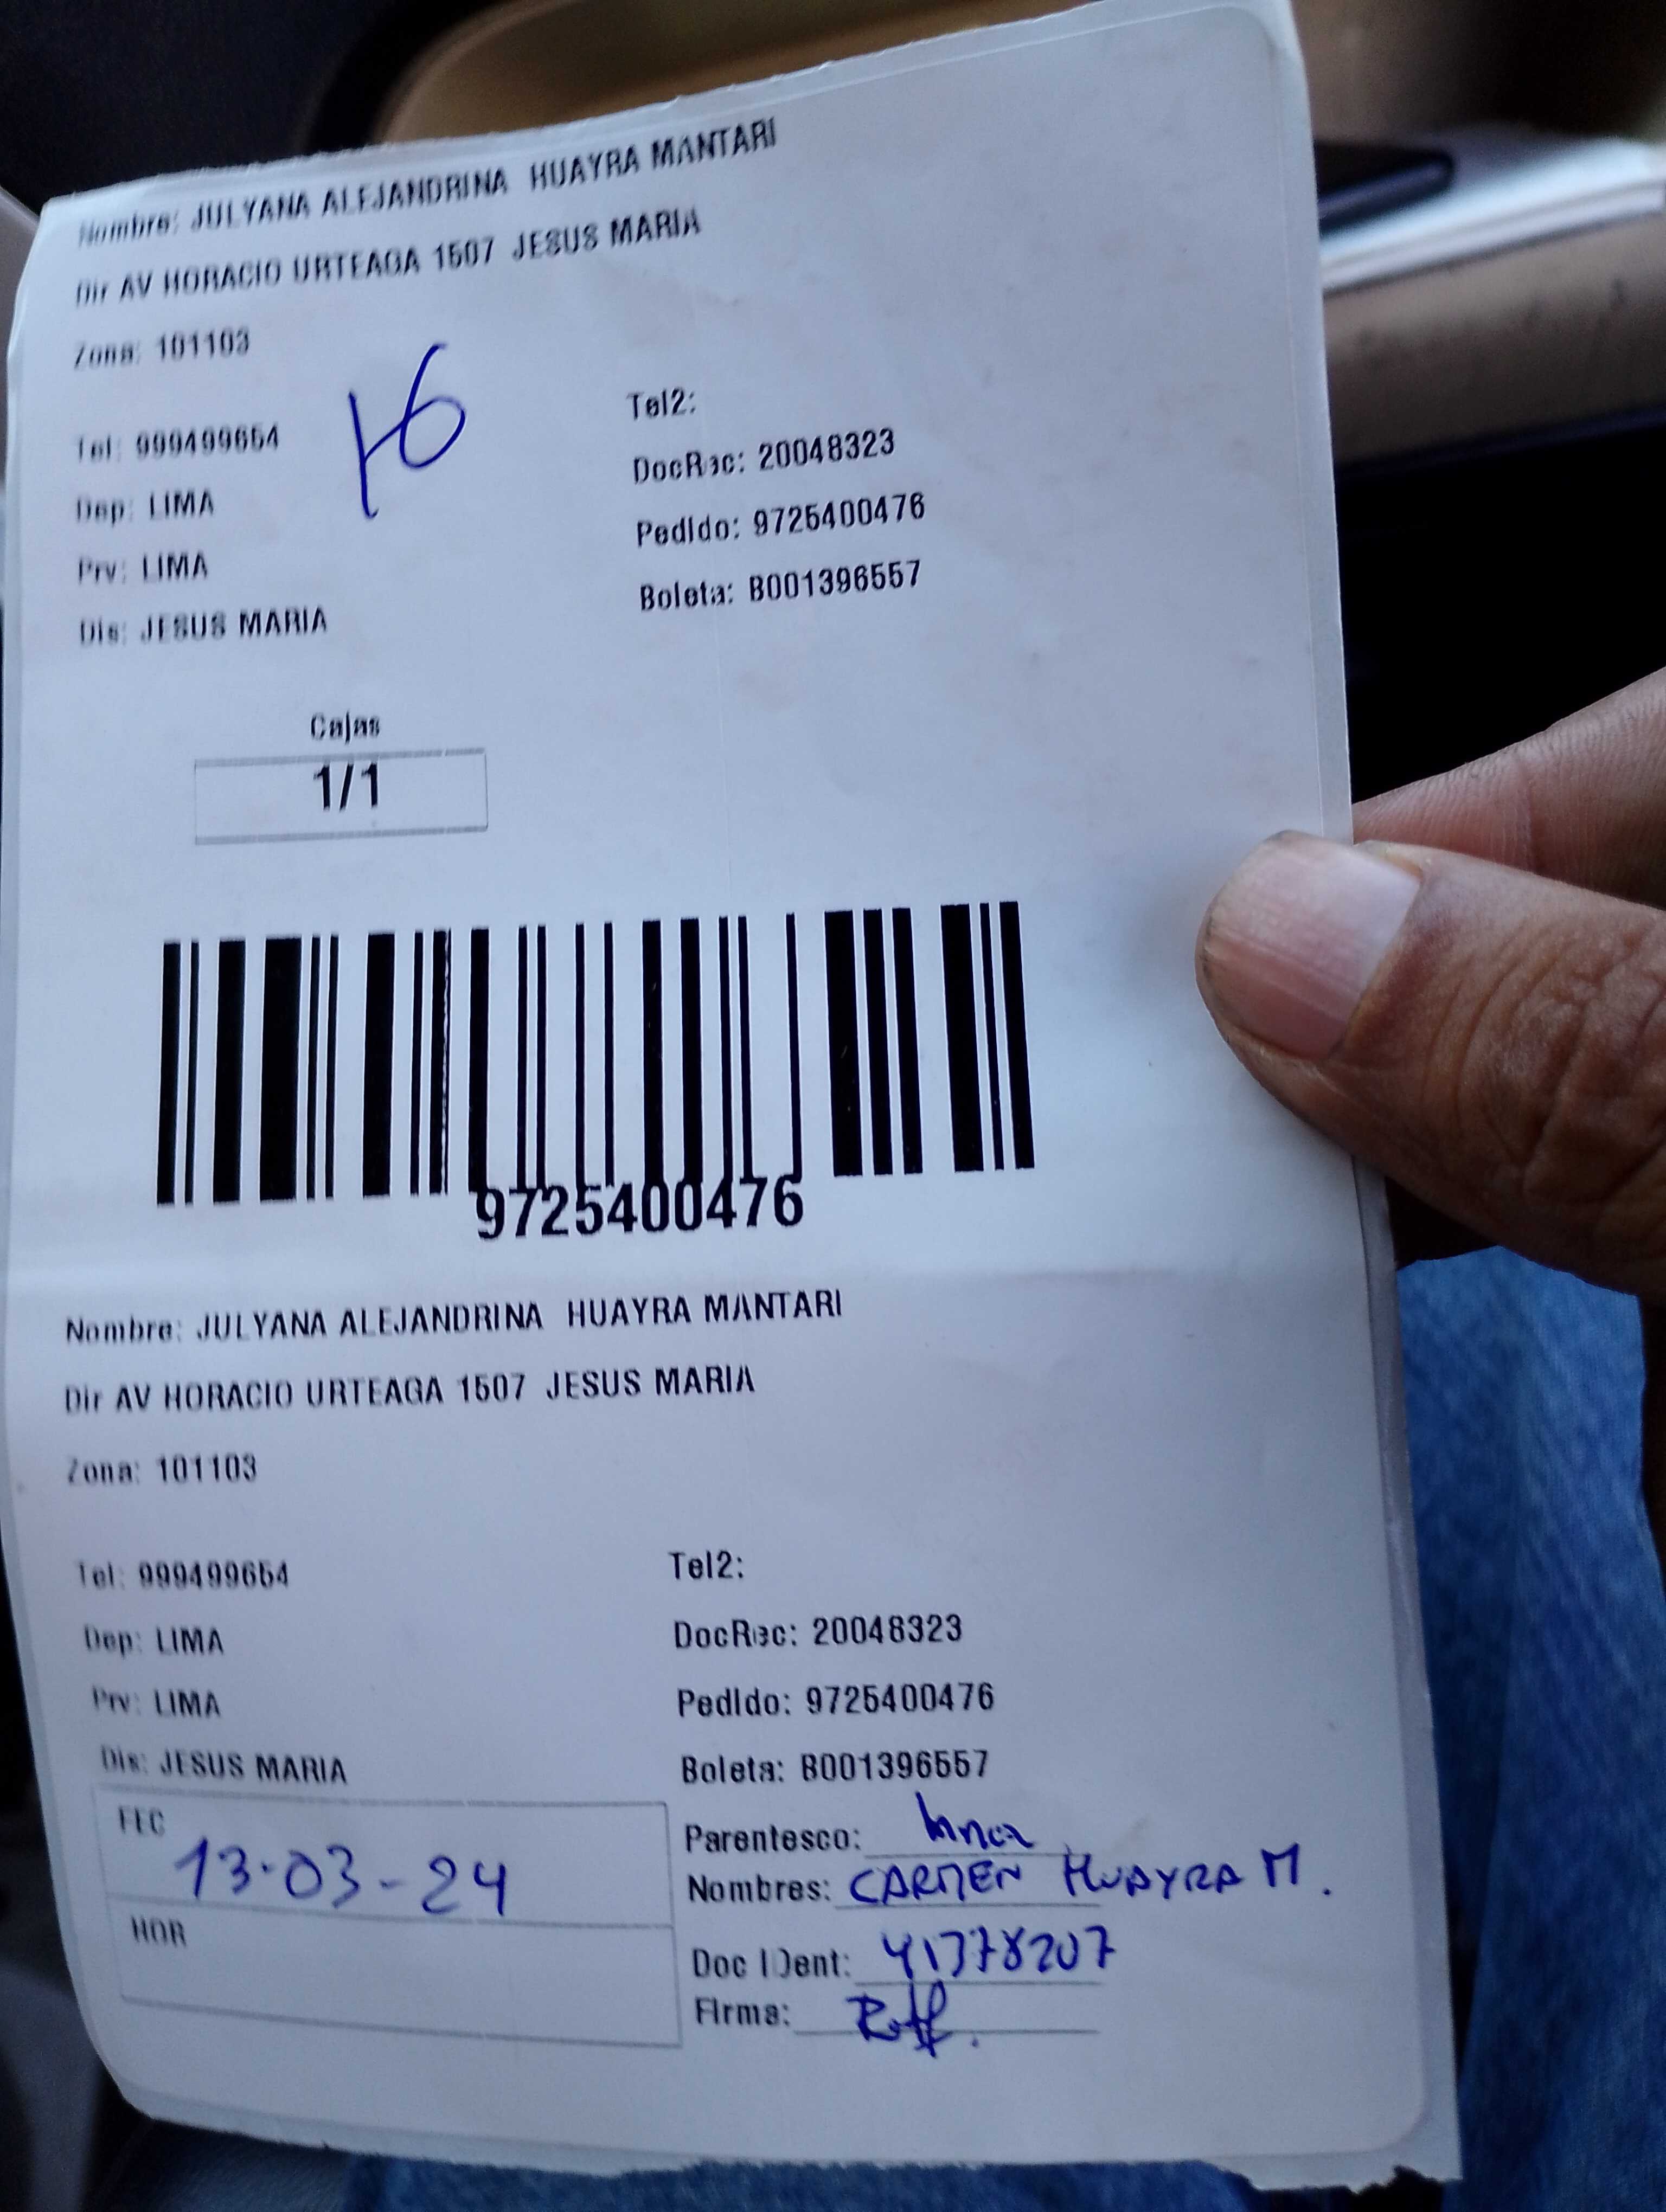 Nombre: JULYANA ALEJANDRINA HUAYRA MANTARI
Dir AV HORACIO URTEAGA 1507 JESUS MARIA
Zona: 101103
16
Tel: 999499654 Tel2:
Dep: LIMA DocRec: 20048323
Prv: LIMA Pedido: 9725400476
Dis: JESUS MARIA Boleta: B001396557
Cajas
1/1
9725400476
Nombre: JULYANA ALEJANDRINA HUAYRA MANTARI
Dir AV HORACIO URTEAGA 1507 JESUS MARIA
Zona: 101103
Tel: 999499654 Tel2:
Dep: LIMA DocRec: 20048323
Prv: LIMA Pedido: 9725400476
Dis: JESUS MARIA Boleta: B001396557
FEC 13-03-24
HOR
Parentesco:
Nombres: CARMEN HUAYRA M.
Doc IDent: 41378207
Firma: